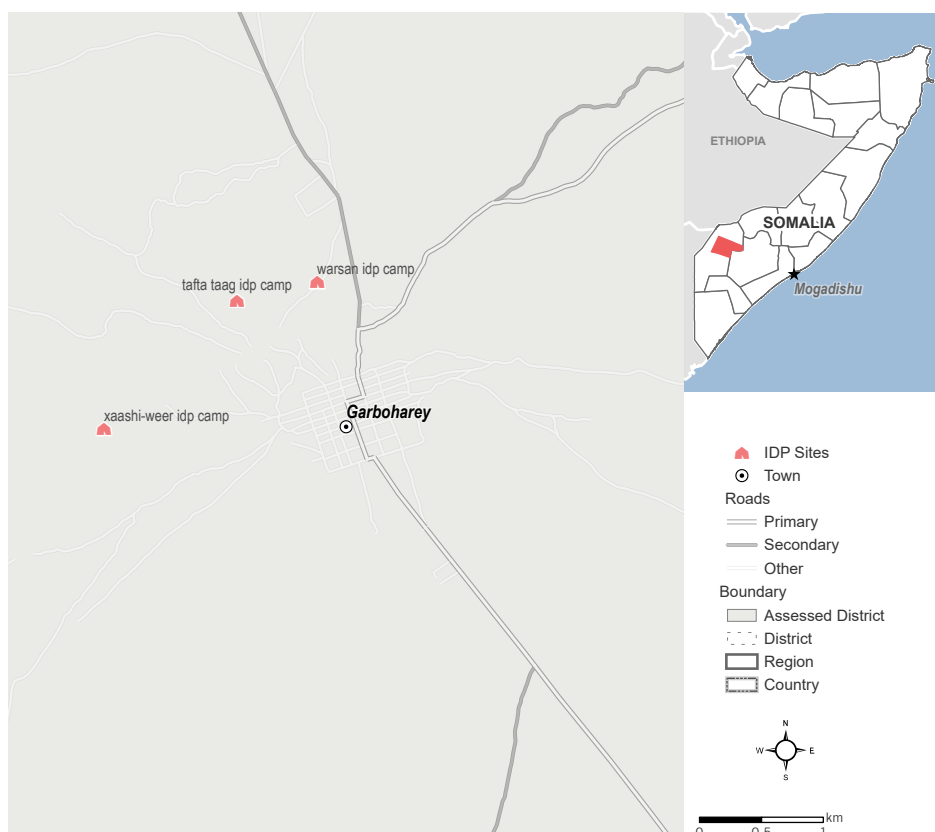 warsan idp camp
tafta taag idp camp
xaashi-weer idp camp
Garboharey
ETHIOPIA
SOMALIA
Mogadishu
IDP Sites
Town
Roads
Primary
Secondary
Other
Boundary
Assessed District
District
Region
Country
N
W E
S
km
0 0.5 1